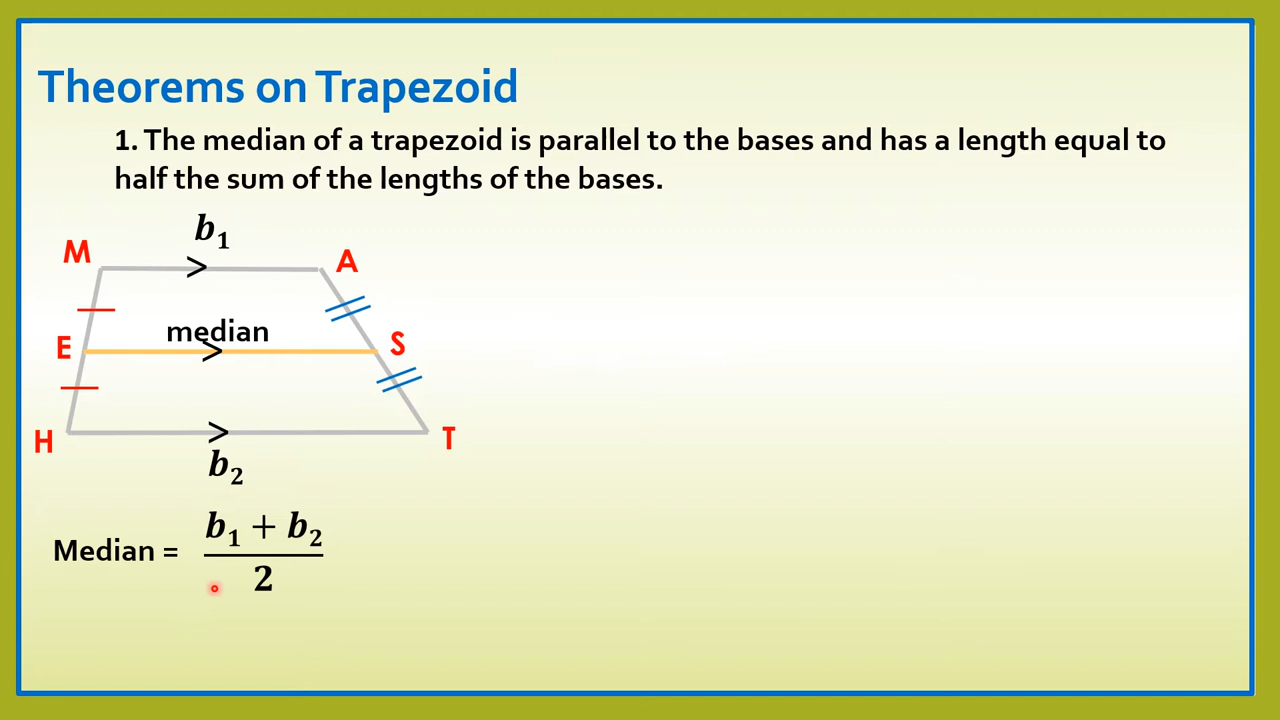 Theorems on Trapezoid
1. The median of a trapezoid is parallel to the bases and has a length equal to
half the sum of the lengths of the bases.
b₁
M
A
median
E
S
H
T
b₂
Median = (b₁ + b₂)/2